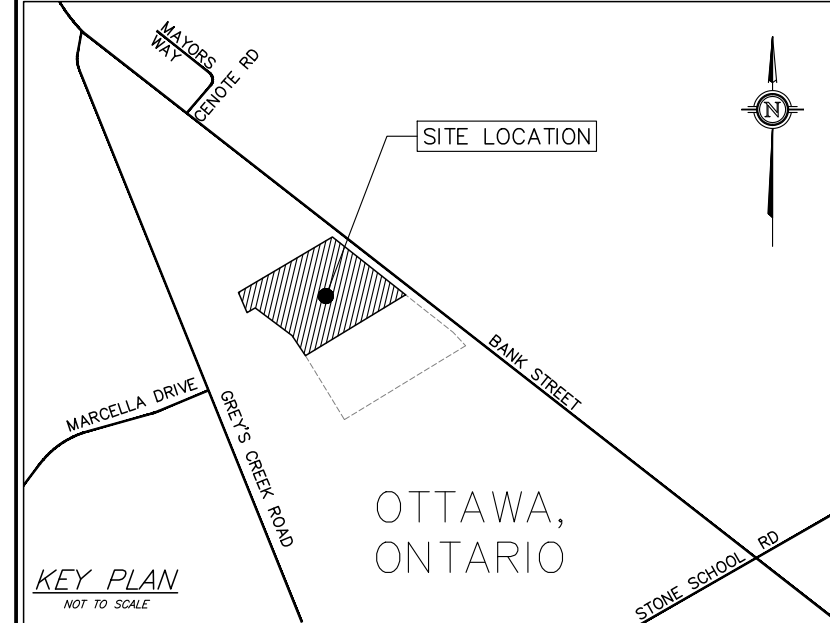 MAYORS
WAY
CENOTE RD
SITE LOCATION
N
BANK STREET
MARCELLA DRIVE
GREY'S CREEK ROAD
OTTAWA,
ONTARIO
STONE SCHOOL RD
KEY PLAN
NOT TO SCALE